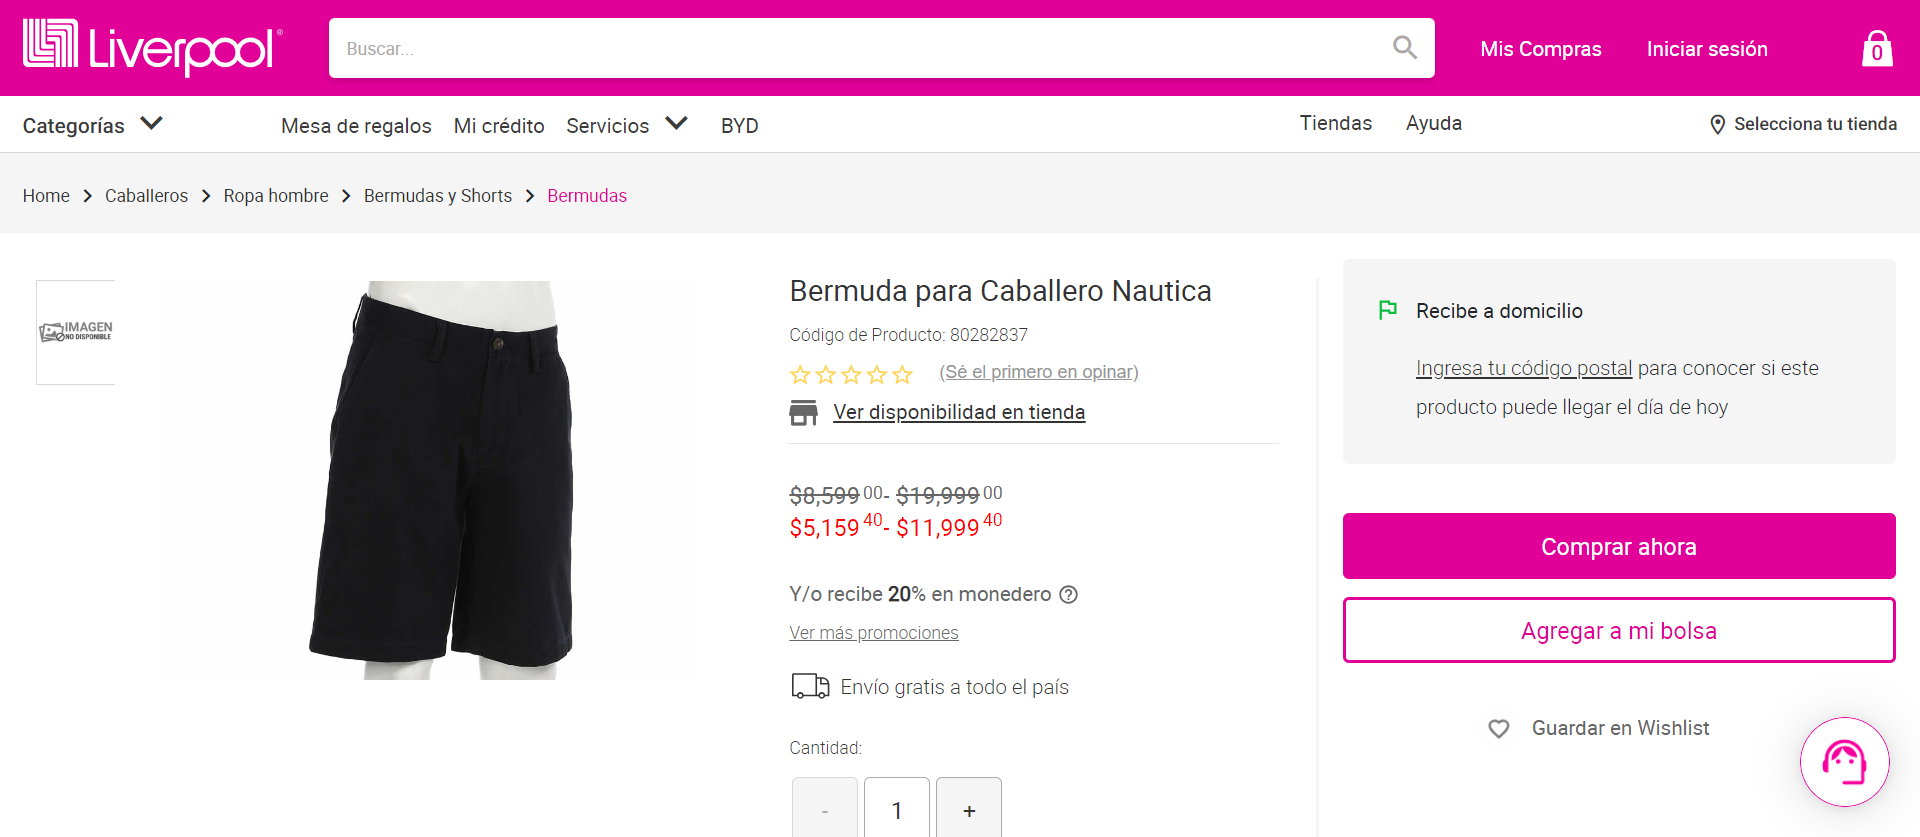 Liverpool®
Buscar...
Mis Compras
Iniciar sesión
0
Categorías
Mesa de regalos
Mi crédito
Servicios
BYD
Tiendas
Ayuda
Selecciona tu tienda
Home > Caballeros > Ropa hombre > Bermudas y Shorts > Bermudas
IMAGEN
NO DISPONIBLE
Bermuda para Caballero Nautica
Código de Producto: 80282837
(Sé el primero en opinar)
Ver disponibilidad en tienda
$8,599 00- $19,999 00
$5,159 40- $11,999 40
Y/o recibe 20% en monedero ?
Ver más promociones
Envío gratis a todo el país
Cantidad:
- 1 +
Recibe a domicilio
Ingresa tu código postal para conocer si este
producto puede llegar el día de hoy
Comprar ahora
Agregar a mi bolsa
Guardar en Wishlist